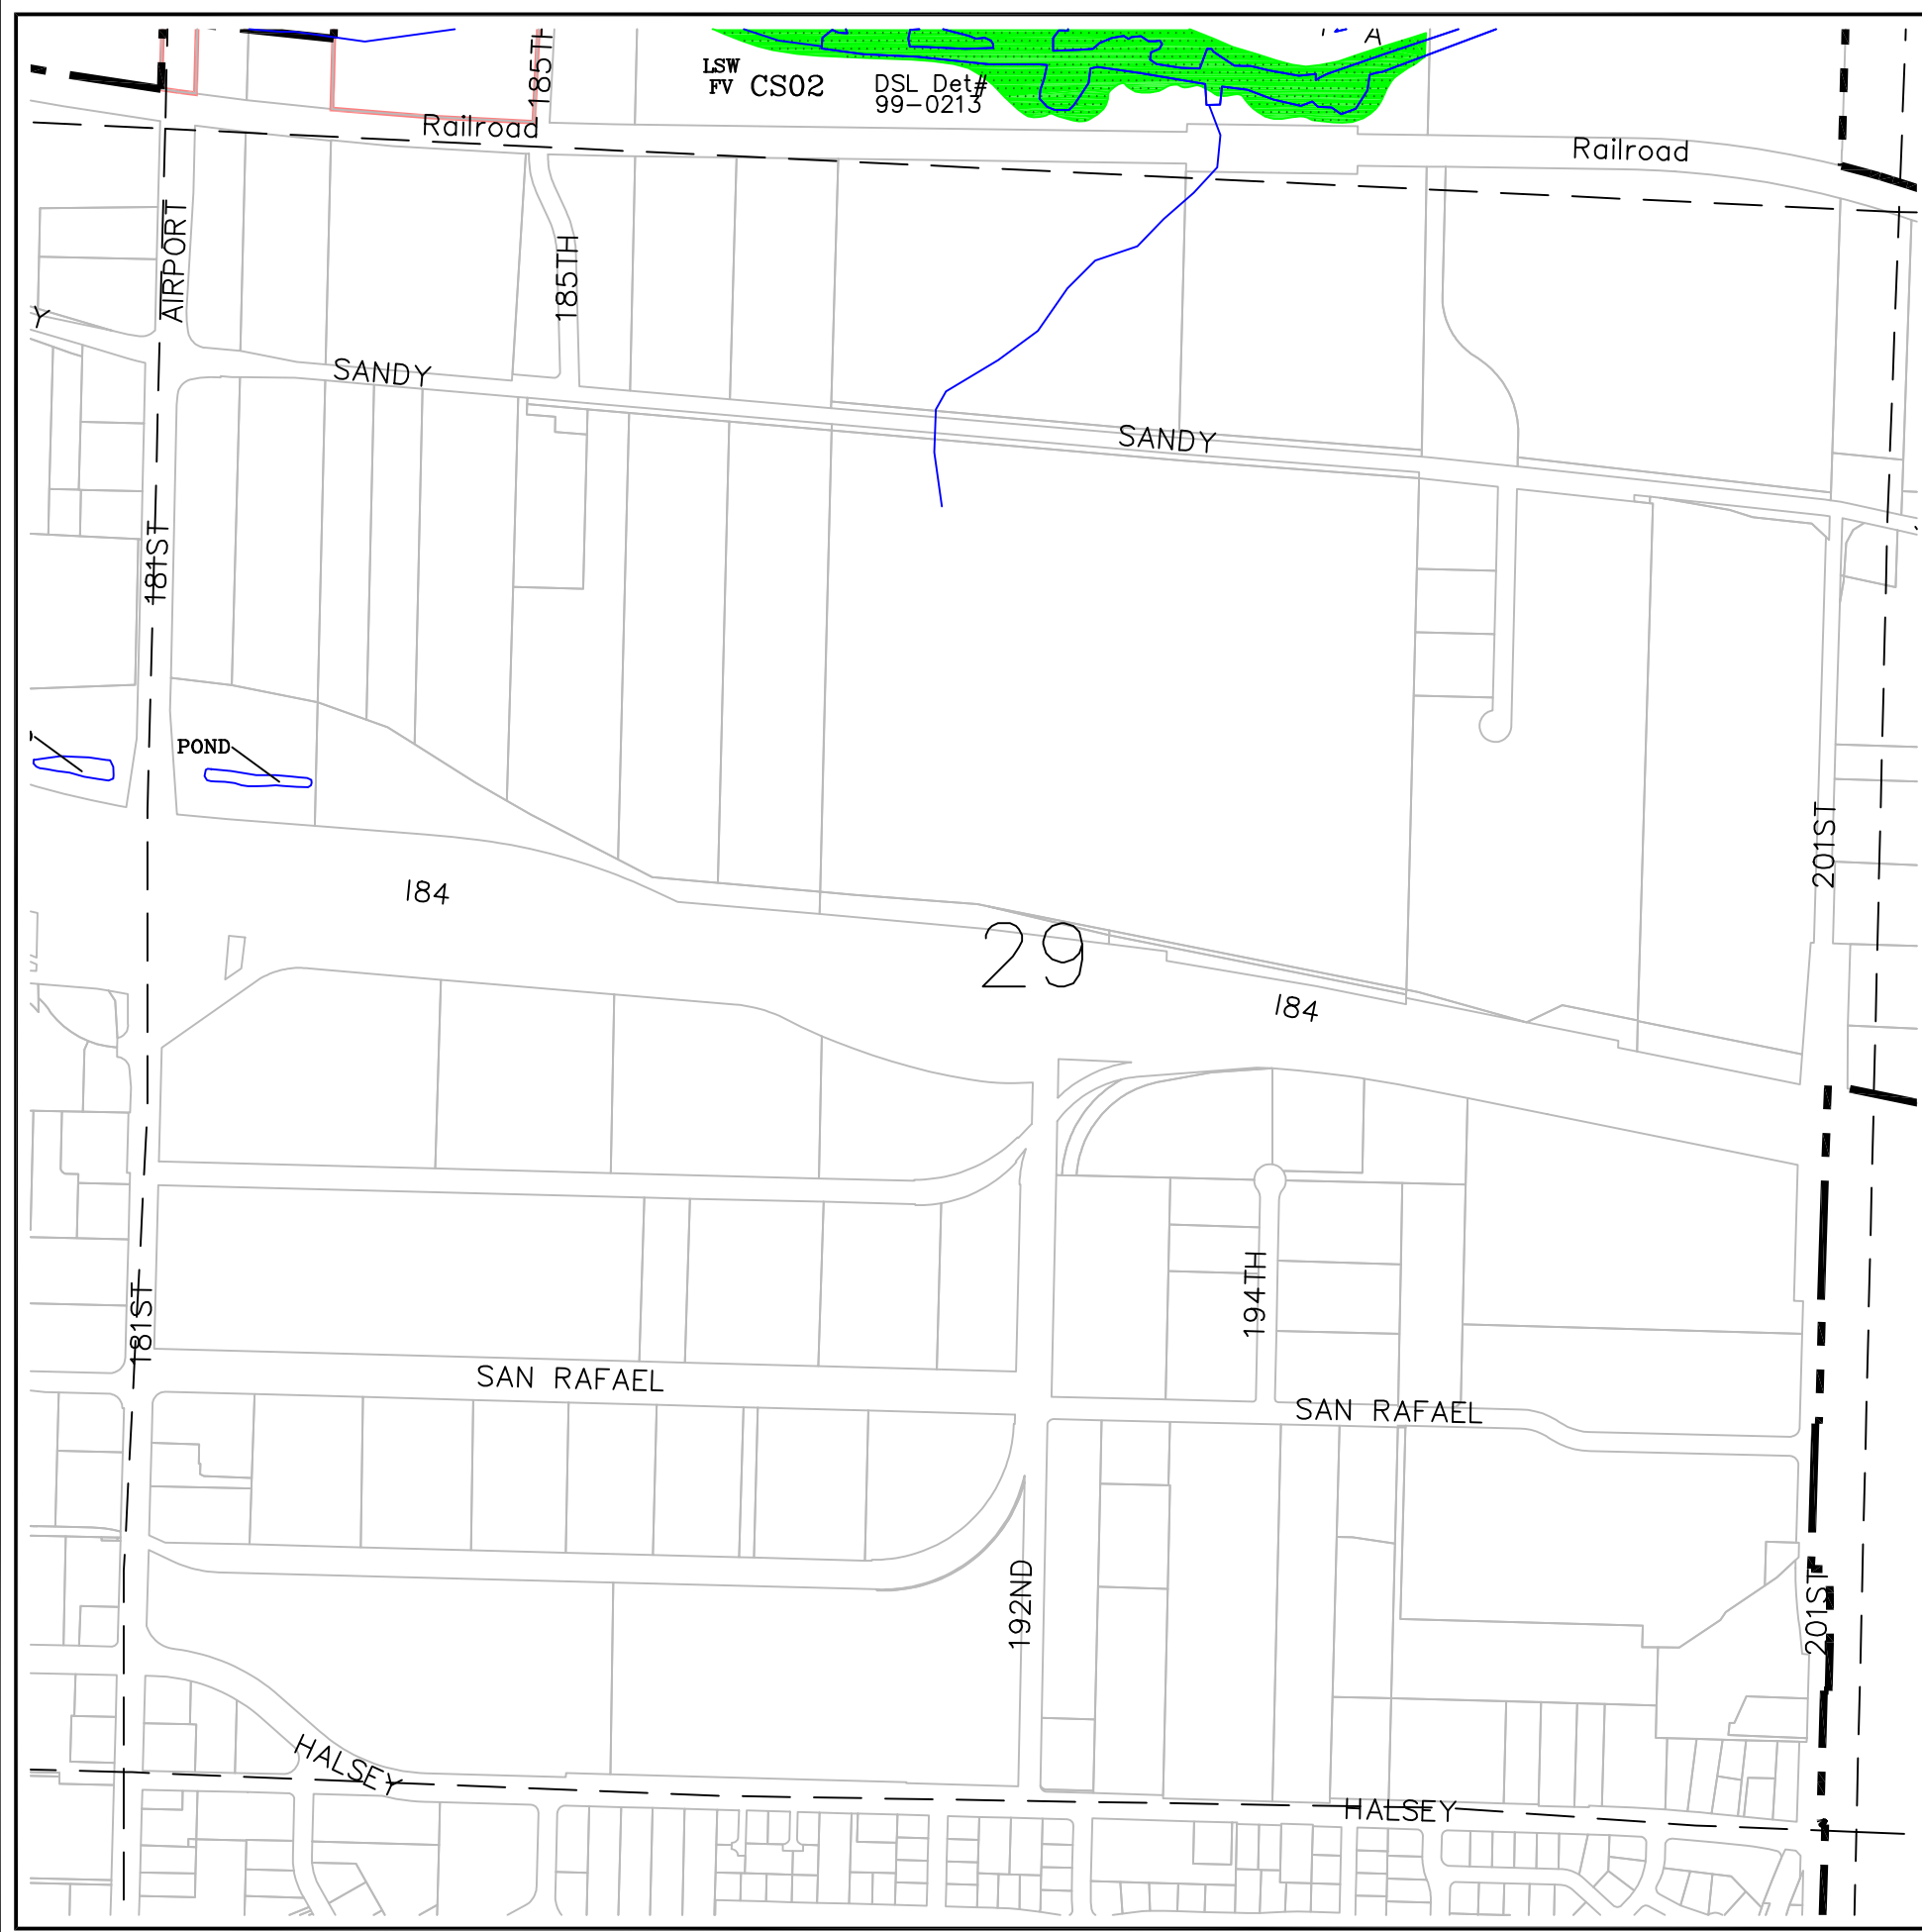 185TH
A
LSW
FV CS02
DSL Det#
99-0213
Railroad
Railroad
AIRPORT
185TH
Y
SANDY
SANDY
181ST
POND
201ST
184
29
184
194TH
181ST
SAN RAFAEL
SAN RAFAEL
192ND
201ST
HALSEY
HALSEY